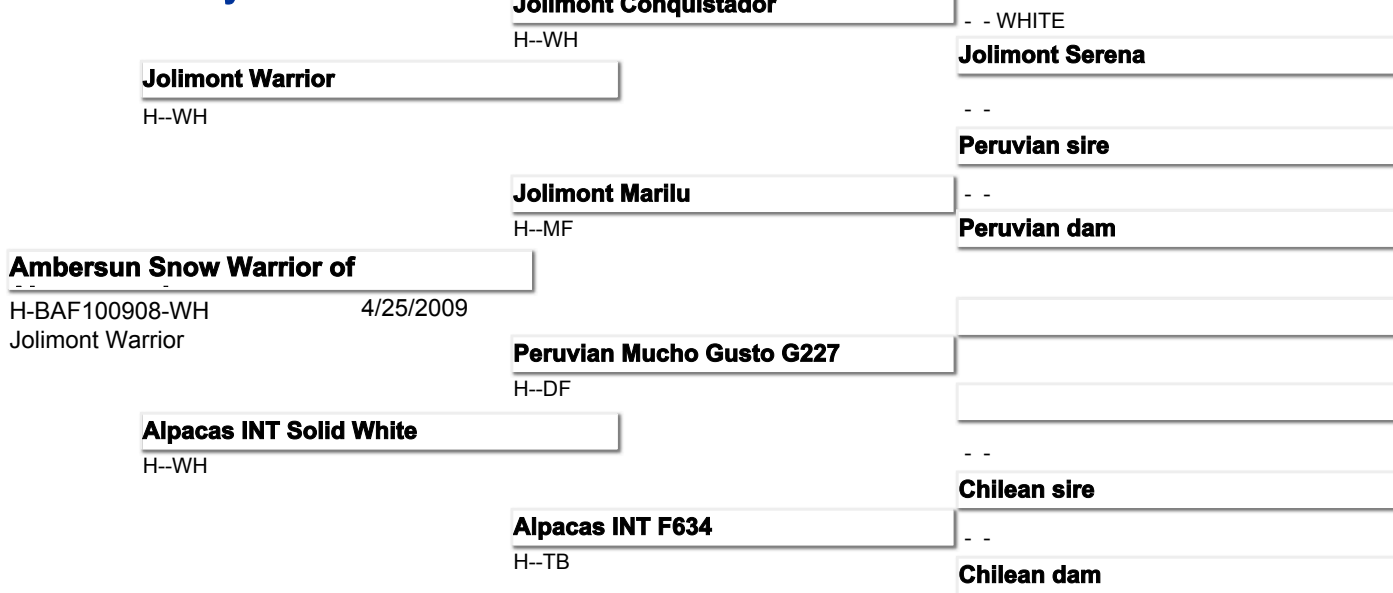 Jolimont Conquistador
- - WHITE
H--WH
Jolimont Serena
Jolimont Warrior
H--WH
- -
Peruvian sire
Jolimont Marilu
- -
H--MF
Peruvian dam
Ambersun Snow Warrior of
H-BAF100908-WH 4/25/2009
Jolimont Warrior
Peruvian Mucho Gusto G227
H--DF
Alpacas INT Solid White
H--WH
- -
Chilean sire
Alpacas INT F634
- -
H--TB
Chilean dam